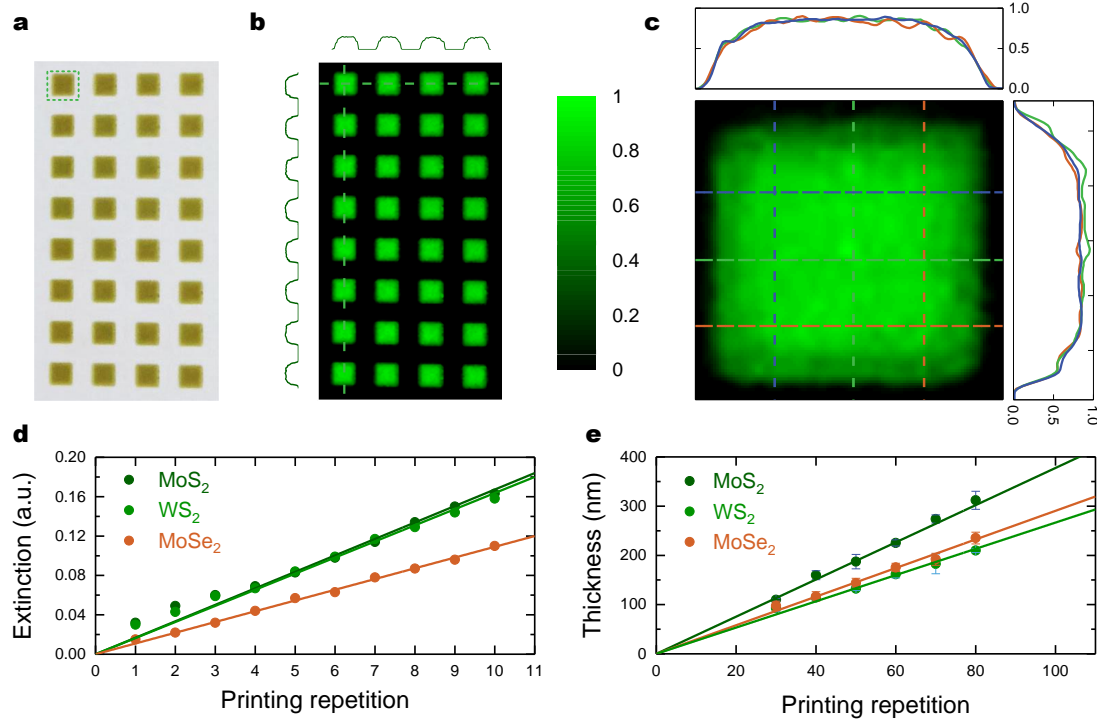 a
b
c
1.0
0.5
0.0
1
0.8
0.6
0.4
0.2
0
0.0
0.5
1.0
d
0.20
0.16
0.12
0.08
0.04
0.00
Extinction (a.u.)
MoS2
WS2
MoSe2
0 1 2 3 4 5 6 7 8 9 10 11
Printing repetition
e
400
300
200
100
0
Thickness (nm)
MoS2
WS2
MoSe2
0 20 40 60 80 100
Printing repetition